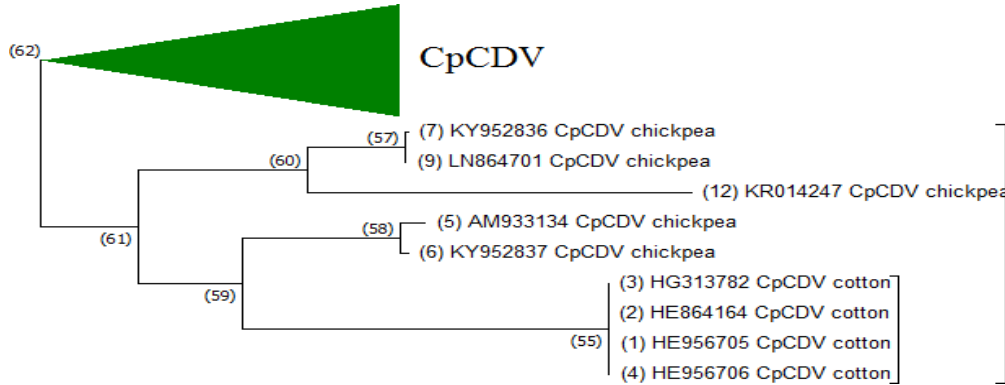 (62)
CpCDV
(57) (7) KY952836 CpCDV chickpea
(60) (9) LN864701 CpCDV chickpea
(12) KR014247 CpCDV chickpea
(61) (58) (5) AM933134 CpCDV chickpea
(6) KY952837 CpCDV chickpea
(59) (3) HG313782 CpCDV cotton
(2) HE864164 CpCDV cotton
(55) (1) HE956705 CpCDV cotton
(4) HE956706 CpCDV cotton